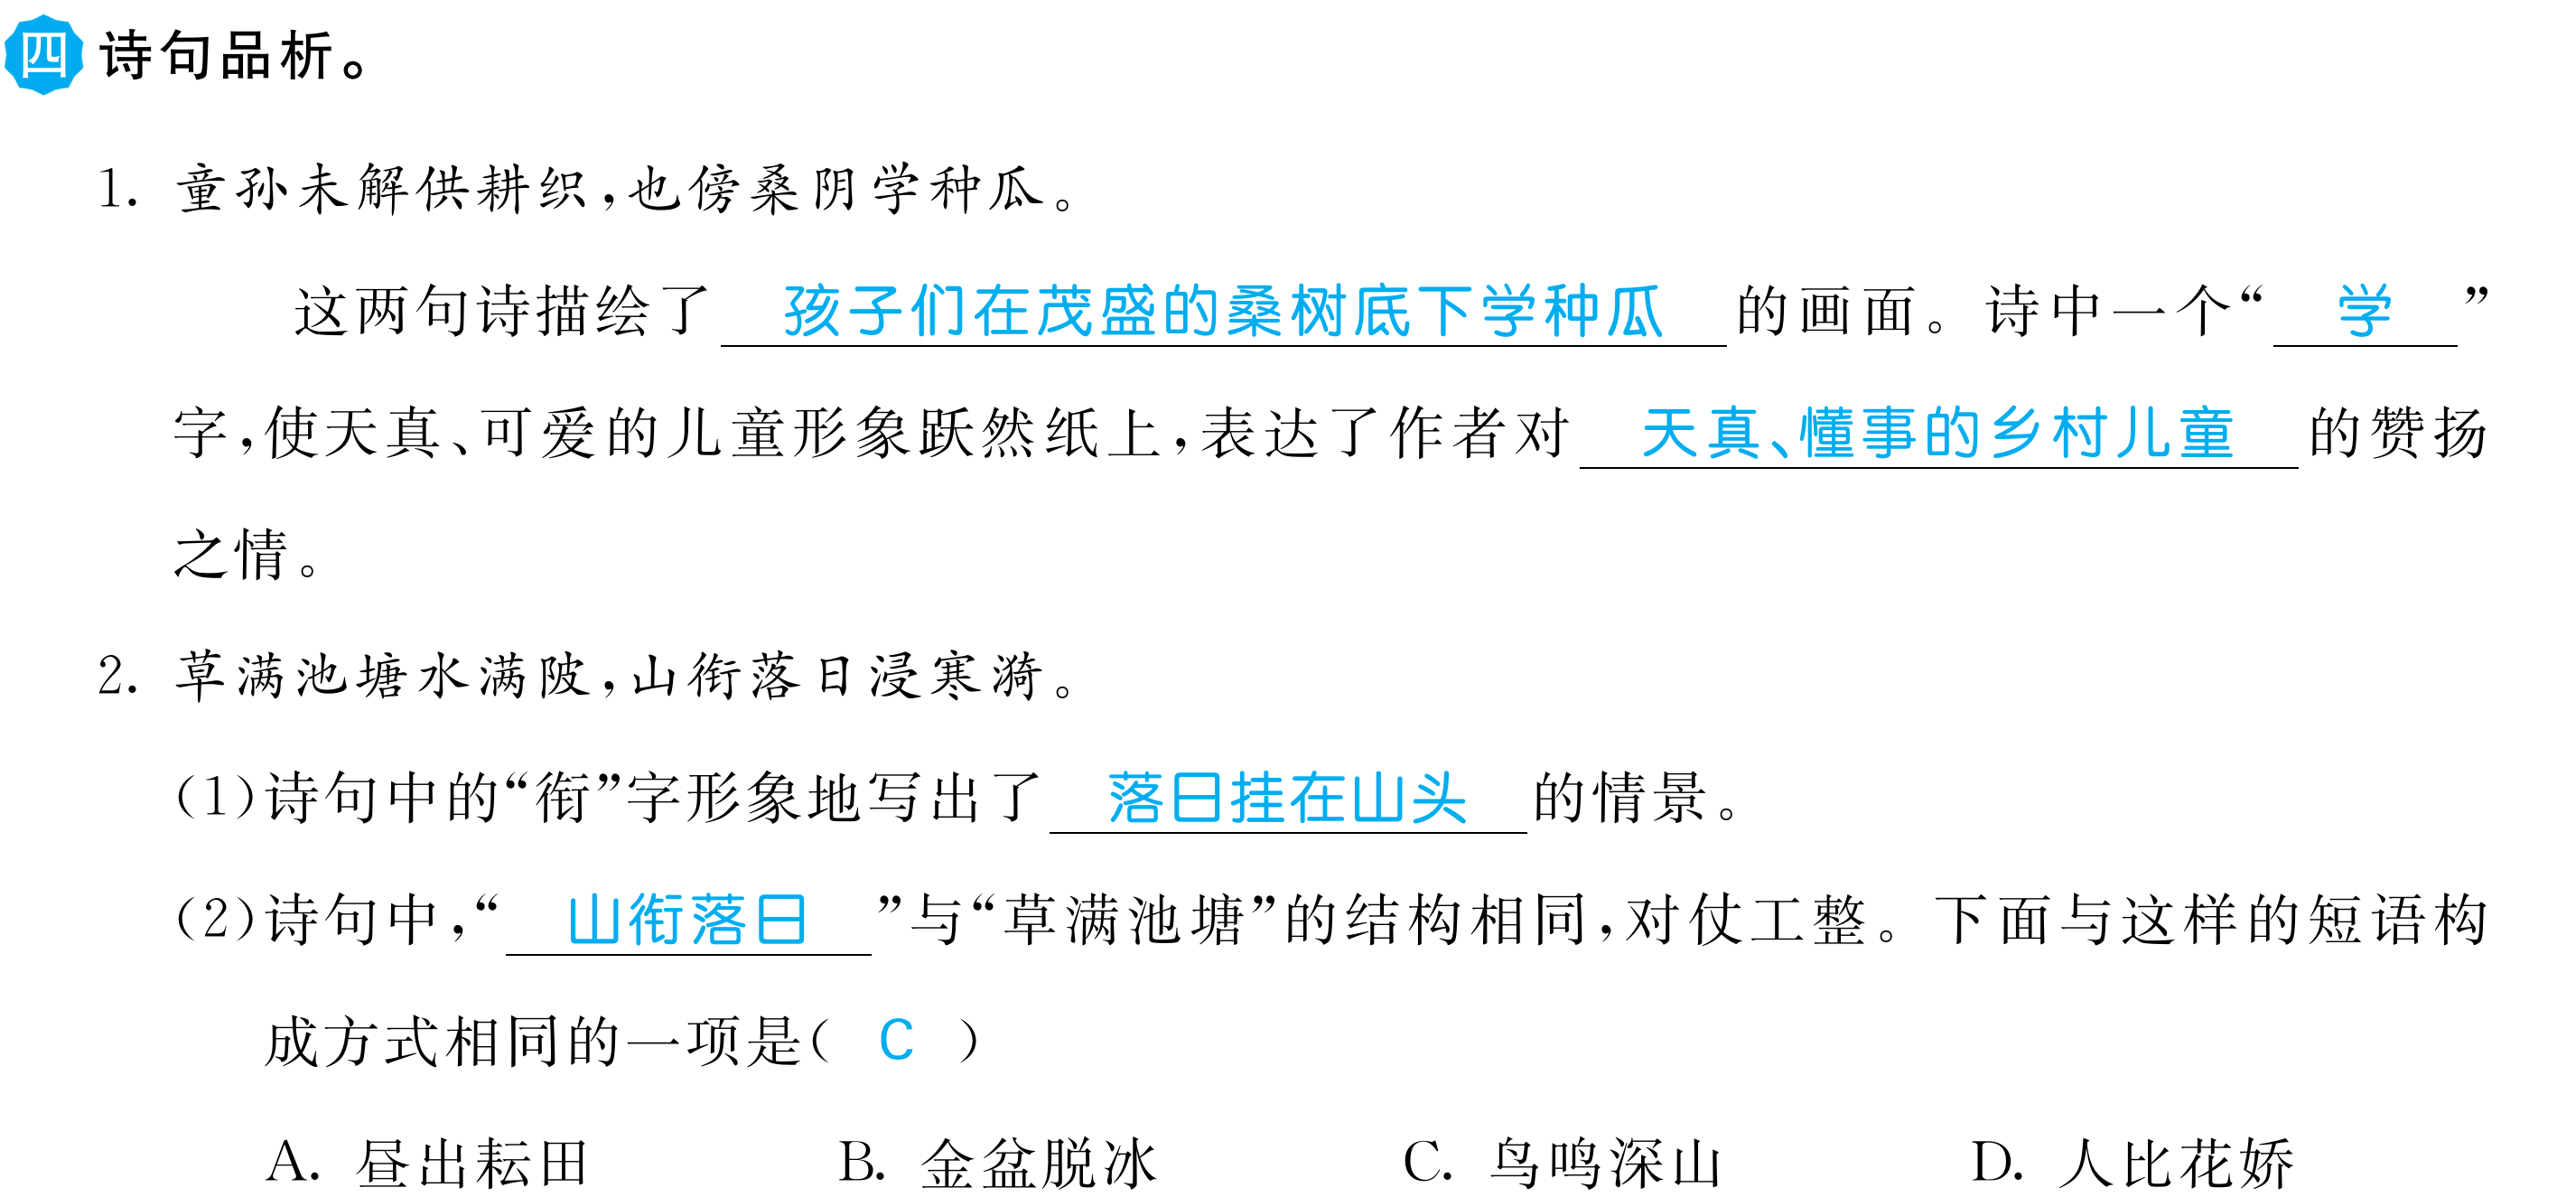 四 诗句品析。
1. 童孙未解供耕织,也傍桑阴学种瓜。
这两句诗描绘了 孩子们在茂盛的桑树底下学种瓜 的画面。诗中一个“ 学 ”
字,使天真、可爱的儿童形象跃然纸上,表达了作者对 天真、懂事的乡村儿童 的赞扬
之情。
2. 草满池塘水满陂,山衔落日浸寒漪。
(1)诗句中的“衔”字形象地写出了 落日挂在山头 的情景。
(2)诗句中,“ 山衔落日 ”与“草满池塘”的结构相同,对仗工整。下面与这样的短语构
成方式相同的一项是( C )
A. 昼出耘田 B. 金盆脱冰 C. 鸟鸣深山 D. 人比花娇